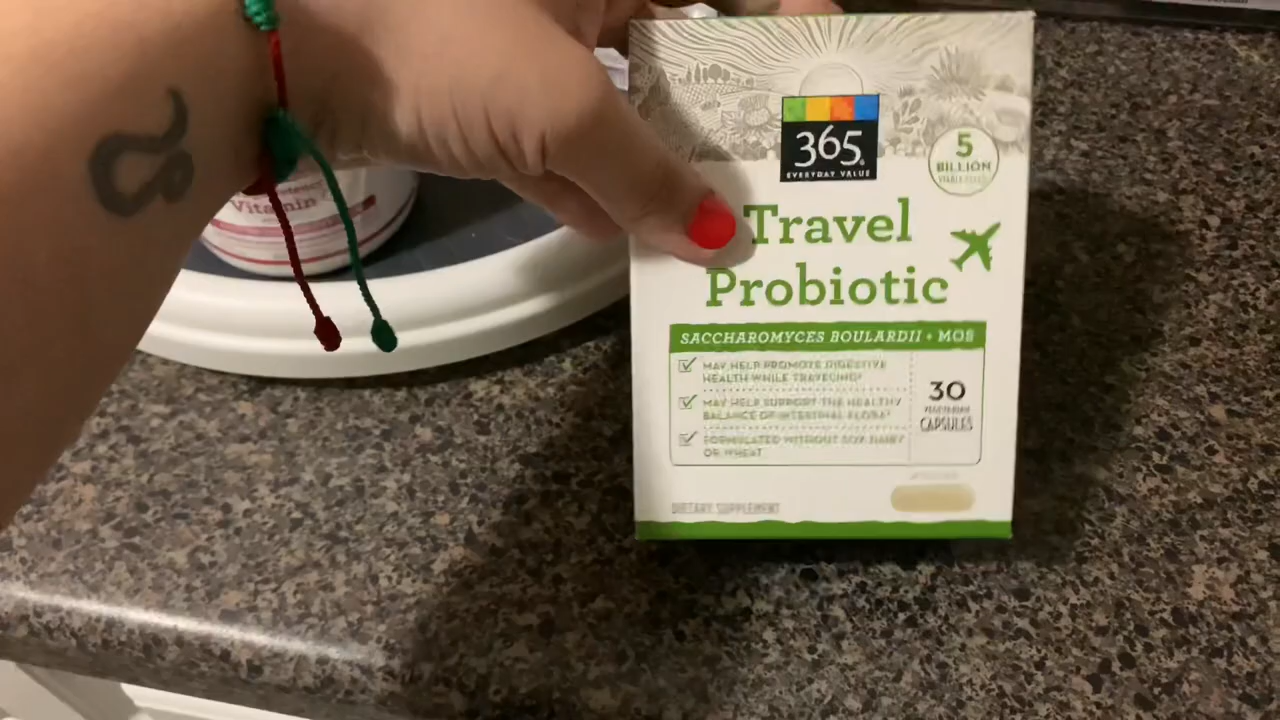 Vitamin
365
EVERYDAY VALUE
5
BILLION
Travel
Probiotic
SACCHAROMYCES BOULARDII + MOS
MAY HELP PROMOTE DIGESTIVE
HEALTH WHILE TRAVELING†
MAY HELP SUPPORT THE HEALTHY
BALANCE OF INTESTINAL FLORA†
FORMULATED WITHOUT SOY, DAIRY
OR WHEAT
30
VEGETARIAN
CAPSULES
DIETARY SUPPLEMENT